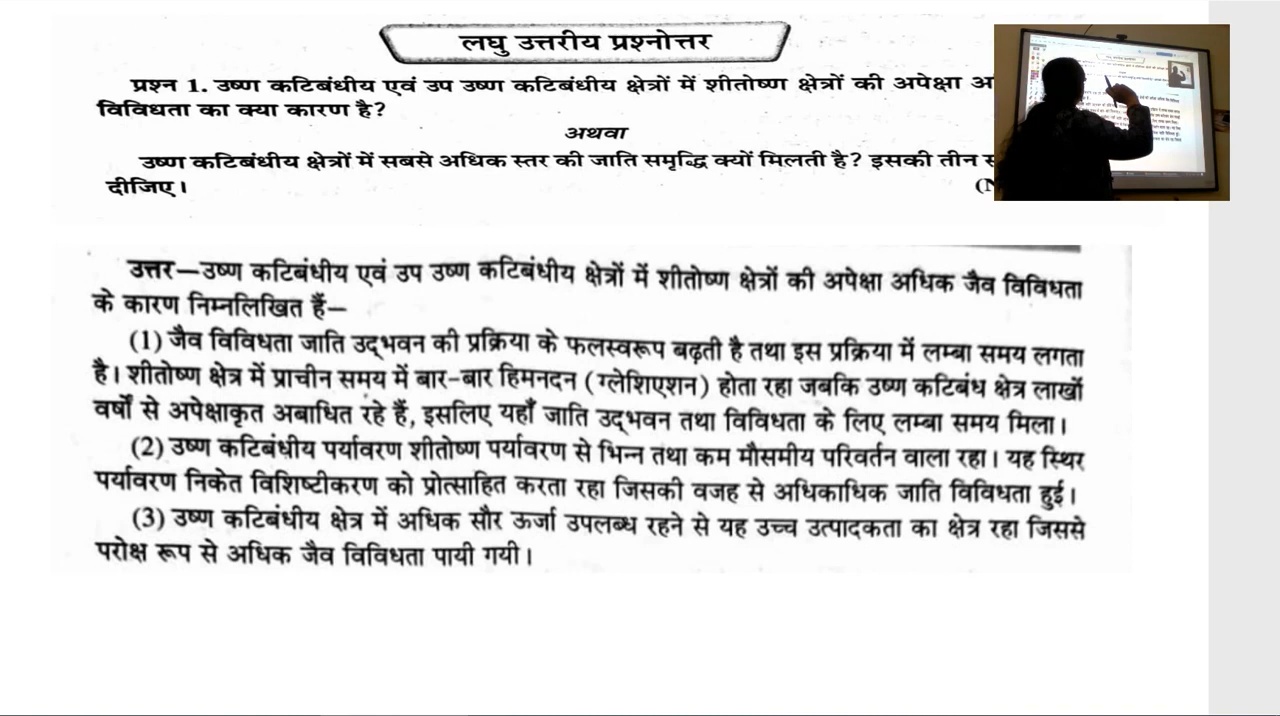 लघु उत्तरीय प्रश्नोत्तर
प्रश्न 1. उष्ण कटिबंधीय एवं उप उष्ण कटिबंधीय क्षेत्रों में शीतोष्ण क्षेत्रों की अपेक्षा
विविधता का क्या कारण है?
अथवा
उष्ण कटिबंधीय क्षेत्रों में सबसे अधिक स्तर की जाति समृद्धि क्यों मिलती है? इसकी तीन
दीजिए।
उत्तर—उष्ण कटिबंधीय एवं उप उष्ण कटिबंधीय क्षेत्रों में शीतोष्ण क्षेत्रों की अपेक्षा अधिक जैव विविधता
के कारण निम्नलिखित हैं—
(1) जैव विविधता जाति उद्‌भवन की प्रक्रिया के फलस्वरूप बढ़ती है तथा इस प्रक्रिया में लम्बा समय लगता
है। शीतोष्ण क्षेत्र में प्राचीन समय में बार-बार हिमनदन (ग्लेशिएशन) होता रहा जबकि उष्ण कटिबंध क्षेत्र लाखों
वर्षों से अपेक्षाकृत अबाधित रहे हैं, इसलिए यहाँ जाति उद्‌भवन तथा विविधता के लिए लम्बा समय मिला।
(2) उष्ण कटिबंधीय पर्यावरण शीतोष्ण पर्यावरण से भिन्न तथा कम मौसमीय परिवर्तन वाला रहा। यह स्थिर
पर्यावरण निकेत विशिष्टीकरण को प्रोत्साहित करता रहा जिसकी वजह से अधिकाधिक जाति विविधता हुई।
(3) उष्ण कटिबंधीय क्षेत्र में अधिक सौर ऊर्जा उपलब्ध रहने से यह उच्च उत्पादकता का क्षेत्र रहा जिससे
परोक्ष रूप से अधिक जैव विविधता पायी गयी।